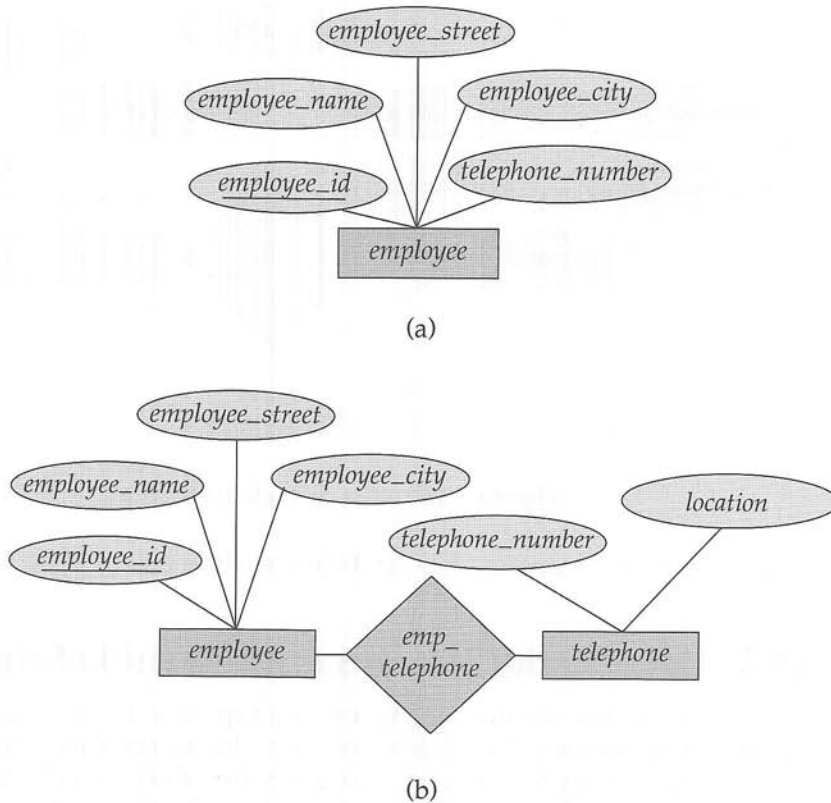 employee_street
employee_name
employee_city
employee_id
telephone_number
employee
(a)
employee_street
employee_name
employee_city
location
employee_id
telephone_number
employee
emp_
telephone
telephone
(b)